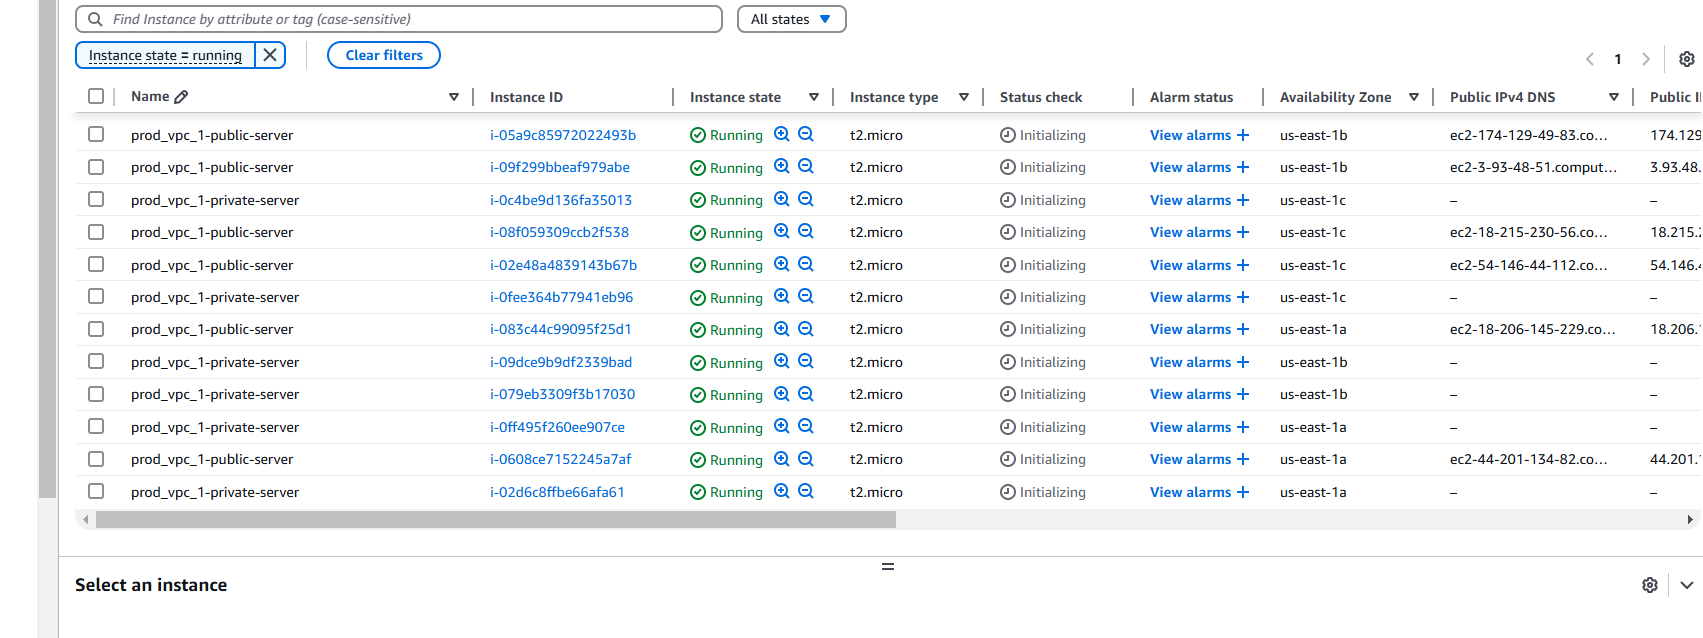 Find Instance by attribute or tag (case-sensitive) All states
Instance state = running Clear filters 1
Name Instance ID Instance state Instance type Status check Alarm status Availability Zone Public IPv4 DNS Public
prod_vpc_1-public-server i-05a9c85972022493b Running t2.micro Initializing View alarms + us-east-1b ec2-174-129-49-83.co... 174.129
prod_vpc_1-public-server i-09f299bbeaf979abe Running t2.micro Initializing View alarms + us-east-1b ec2-3-93-48-51.comput... 3.93.48.
prod_vpc_1-private-server i-0c4be9d136fa35013 Running t2.micro Initializing View alarms + us-east-1c – –
prod_vpc_1-public-server i-08f059309ccb2f538 Running t2.micro Initializing View alarms + us-east-1c ec2-18-215-230-56.co... 18.215.2
prod_vpc_1-public-server i-02e48a4839143b67b Running t2.micro Initializing View alarms + us-east-1c ec2-54-146-44-112.co... 54.146.4
prod_vpc_1-private-server i-0fee364b77941eb96 Running t2.micro Initializing View alarms + us-east-1c – –
prod_vpc_1-public-server i-083c44c99095f25d1 Running t2.micro Initializing View alarms + us-east-1a ec2-18-206-145-229.co... 18.206.1
prod_vpc_1-private-server i-09dce9b9df2339bad Running t2.micro Initializing View alarms + us-east-1b – –
prod_vpc_1-private-server i-079eb3309f3b17030 Running t2.micro Initializing View alarms + us-east-1b – –
prod_vpc_1-private-server i-0ff495f260ee907ce Running t2.micro Initializing View alarms + us-east-1a – –
prod_vpc_1-public-server i-0608ce7152245a7af Running t2.micro Initializing View alarms + us-east-1a ec2-44-201-134-82.co... 44.201.1
prod_vpc_1-private-server i-02d6c8ffbe66afa61 Running t2.micro Initializing View alarms + us-east-1a – –
Select an instance